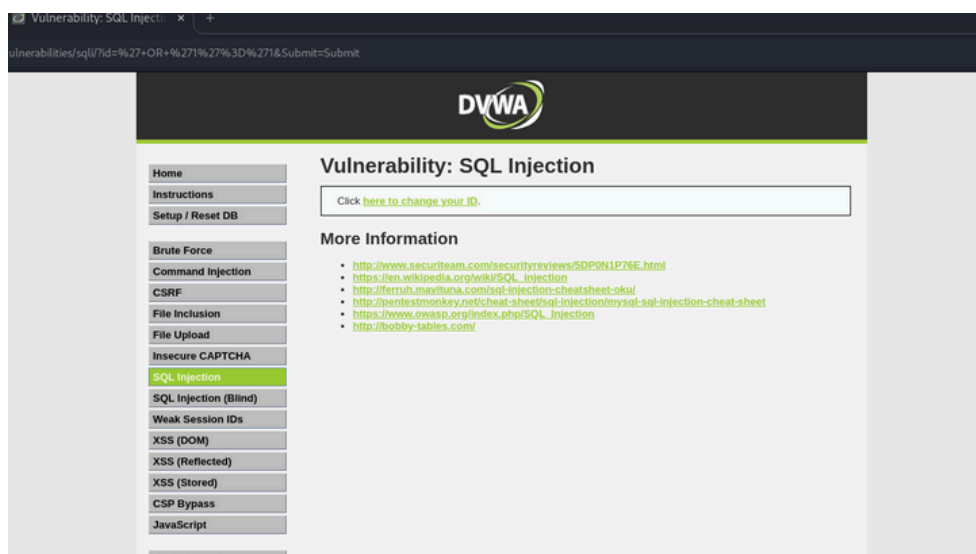 Vulnerability: SQL Injecti × +
ulnerabilities/sqli/?id=%27+OR+%271%27%3D%271&Submit=Submit
DVWA
Home
Instructions
Setup / Reset DB
Brute Force
Command Injection
CSRF
File Inclusion
File Upload
Insecure CAPTCHA
SQL Injection
SQL Injection (Blind)
Weak Session IDs
XSS (DOM)
XSS (Reflected)
XSS (Stored)
CSP Bypass
JavaScript
Vulnerability: SQL Injection
Click here to change your ID.
More Information
http://www.securiteam.com/securityreviews/5DP0N1P76E.html
https://en.wikipedia.org/wiki/SQL_injection
http://ferruh.mavituna.com/sql-injection-cheatsheet-oku/
http://pentestmonkey.net/cheat-sheet/sql-injection/mysql-sql-injection-cheat-sheet
https://www.owasp.org/index.php/SQL_Injection
http://bobby-tables.com/